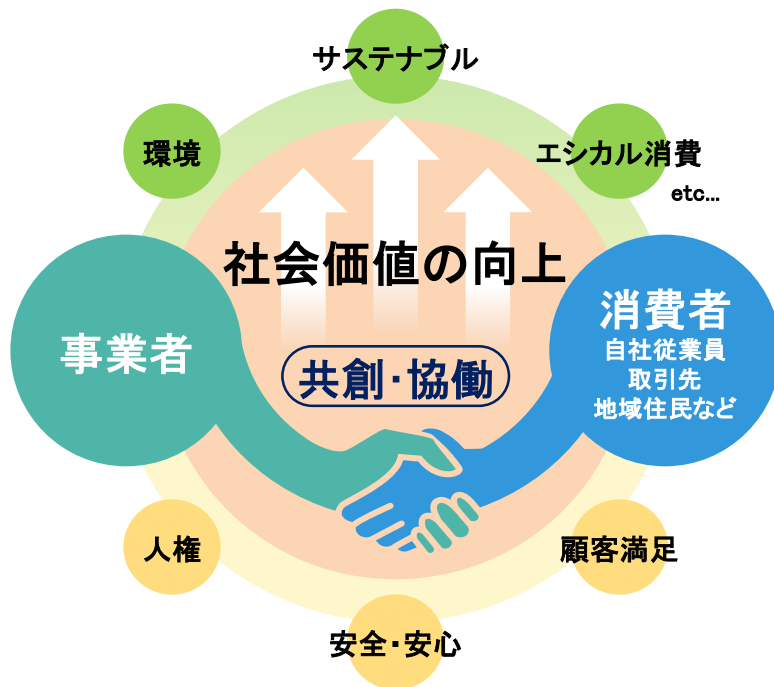 サステナブル
環境
エシカル消費
etc...
社会価値の向上
事業者
消費者
自社従業員
取引先
地域住民など
共創・協働
人権
顧客満足
安全・安心